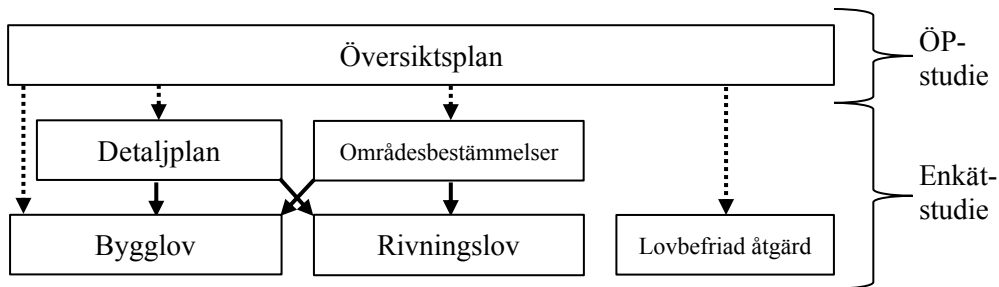 Översiktsplan
ÖP-
studie
Detaljplan
Områdesbestämmelser
Bygglov
Rivningslov
Lovbefriad åtgärd
Enkät-
studie